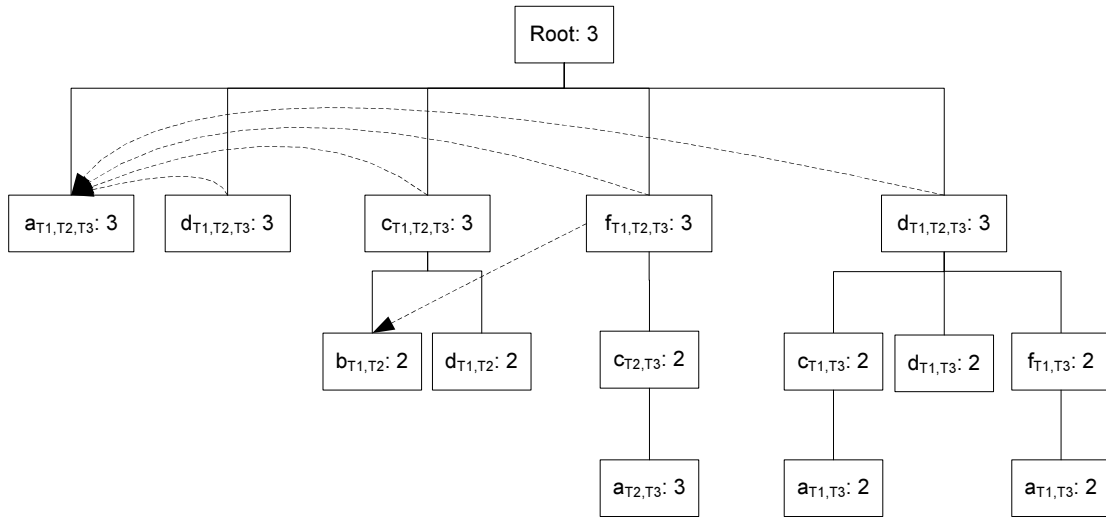 Root: 3
aT1,T2,T3: 3
dT1,T2,T3: 3
cT1,T2,T3: 3
fT1,T2,T3: 3
dT1,T2,T3: 3
bT1,T2: 2
dT1,T2: 2
cT2,T3: 2
cT1,T3: 2
dT1,T3: 2
fT1,T3: 2
aT2,T3: 3
aT1,T3: 2
aT1,T3: 2